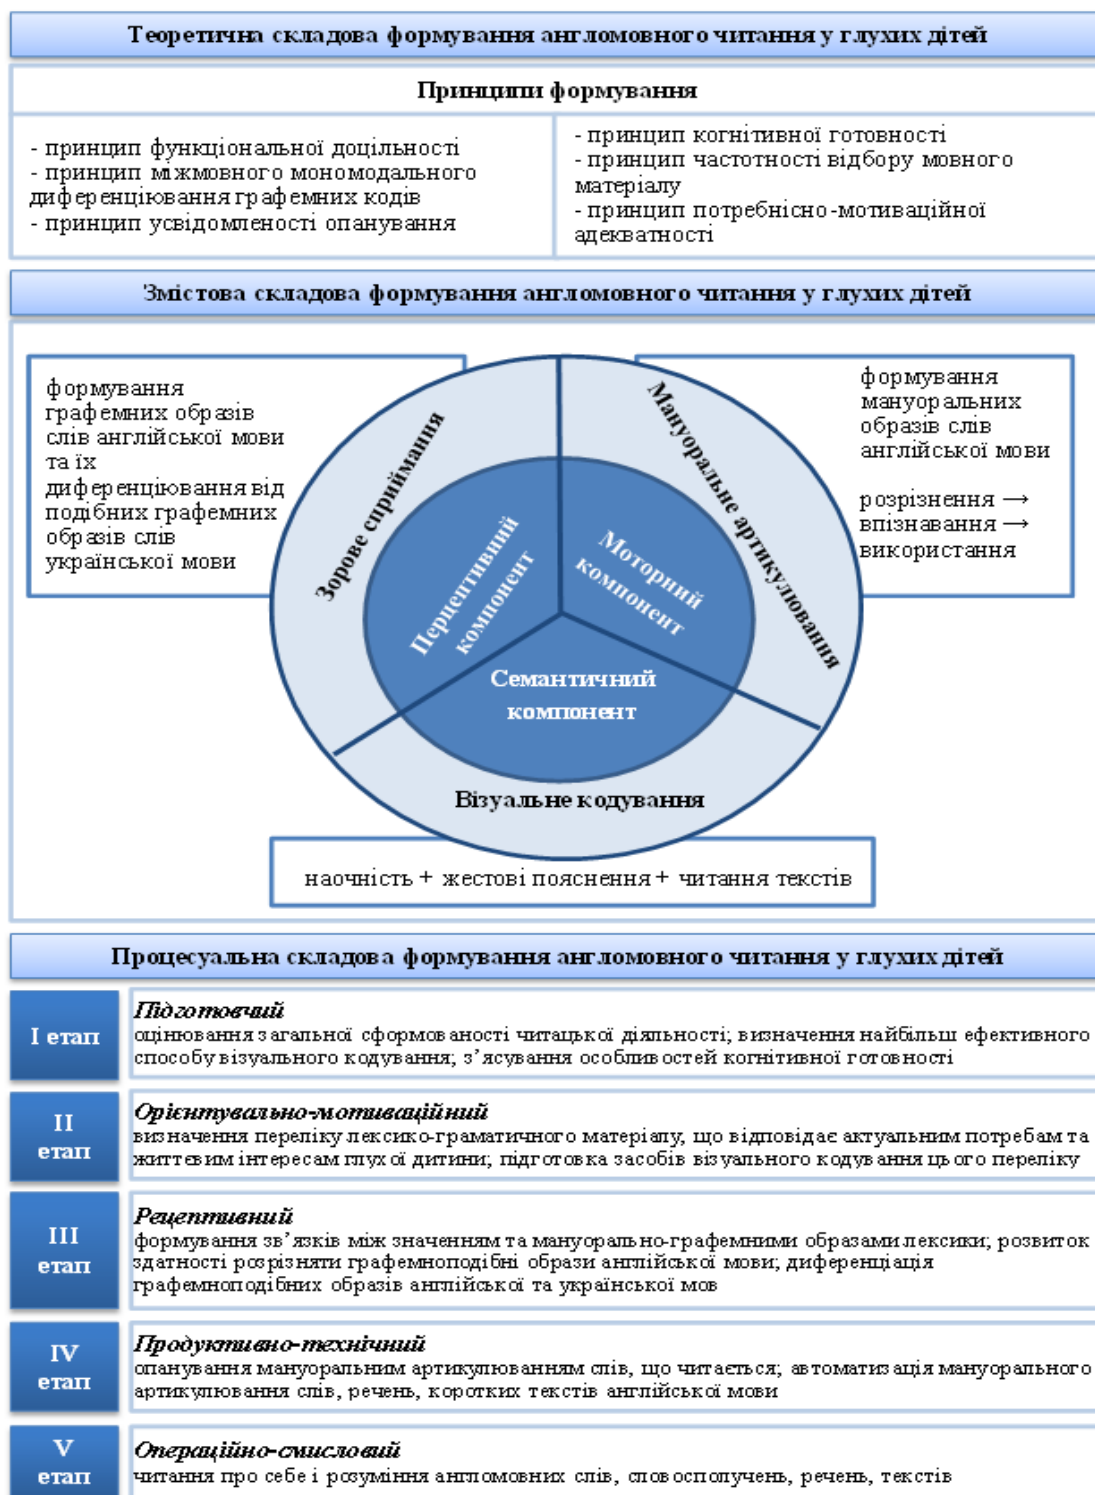 Теоретична складова формування англомовного читання у глухих дітей
Принципи формування
- принцип функціональної доцільності
- принцип міжмовного мономодального
диференціювання графемних кодів
- принцип усвідомленості опанування
- принцип когнітивної готовності
- принцип частотності відбору мовного
матеріалу
- принцип потребнісно-мотиваційної
адекватності
Змістова складова формування англомовного читання у глухих дітей
формування
графемних образів
слів англійської мови
та їх
диференціювання від
подібних графемних
образів слів
української мови
Зорове сприймання
Мануоральне артикулювання
формування
мануоральних
образів слів
англійської мови
розрізнення →
впізнавання →
використання
Перцептивний
компонент
Моторний
компонент
Семантичний
компонент
Візуальне кодування
наочність + жестові пояснення + читання текстів
Процесуальна складова формування англомовного читання у глухих дітей
I етап
Підготовчий
оцінювання загальної сформованості читацької діяльності; визначення найбільш ефективного
способу візуального кодування; з’ясування особливостей когнітивної готовності
II
етап
Орієнтувально-мотиваційний
визначення переліку лексико-граматичного матеріалу, що відповідає актуальним потребам та
життєвим інтересам глухої дитини; підготовка засобів візуального кодування цього переліку
III
етап
Рецептивний
формування зв’язків між значенням та мануорально-графемними образами лексики; розвиток
здатності розрізняти графемноподібні образи англійської мови; диференціація
графемноподібних образів англійської та української мов
IV
етап
Продуктивно-технічний
опанування мануоральним артикулюванням слів, що читається; автоматизація мануорального
артикулювання слів, речень, коротких текстів англійської мови
V
етап
Операційно-смисловий
читання про себе і розуміння англомовних слів, словосполучень, речень, текстів